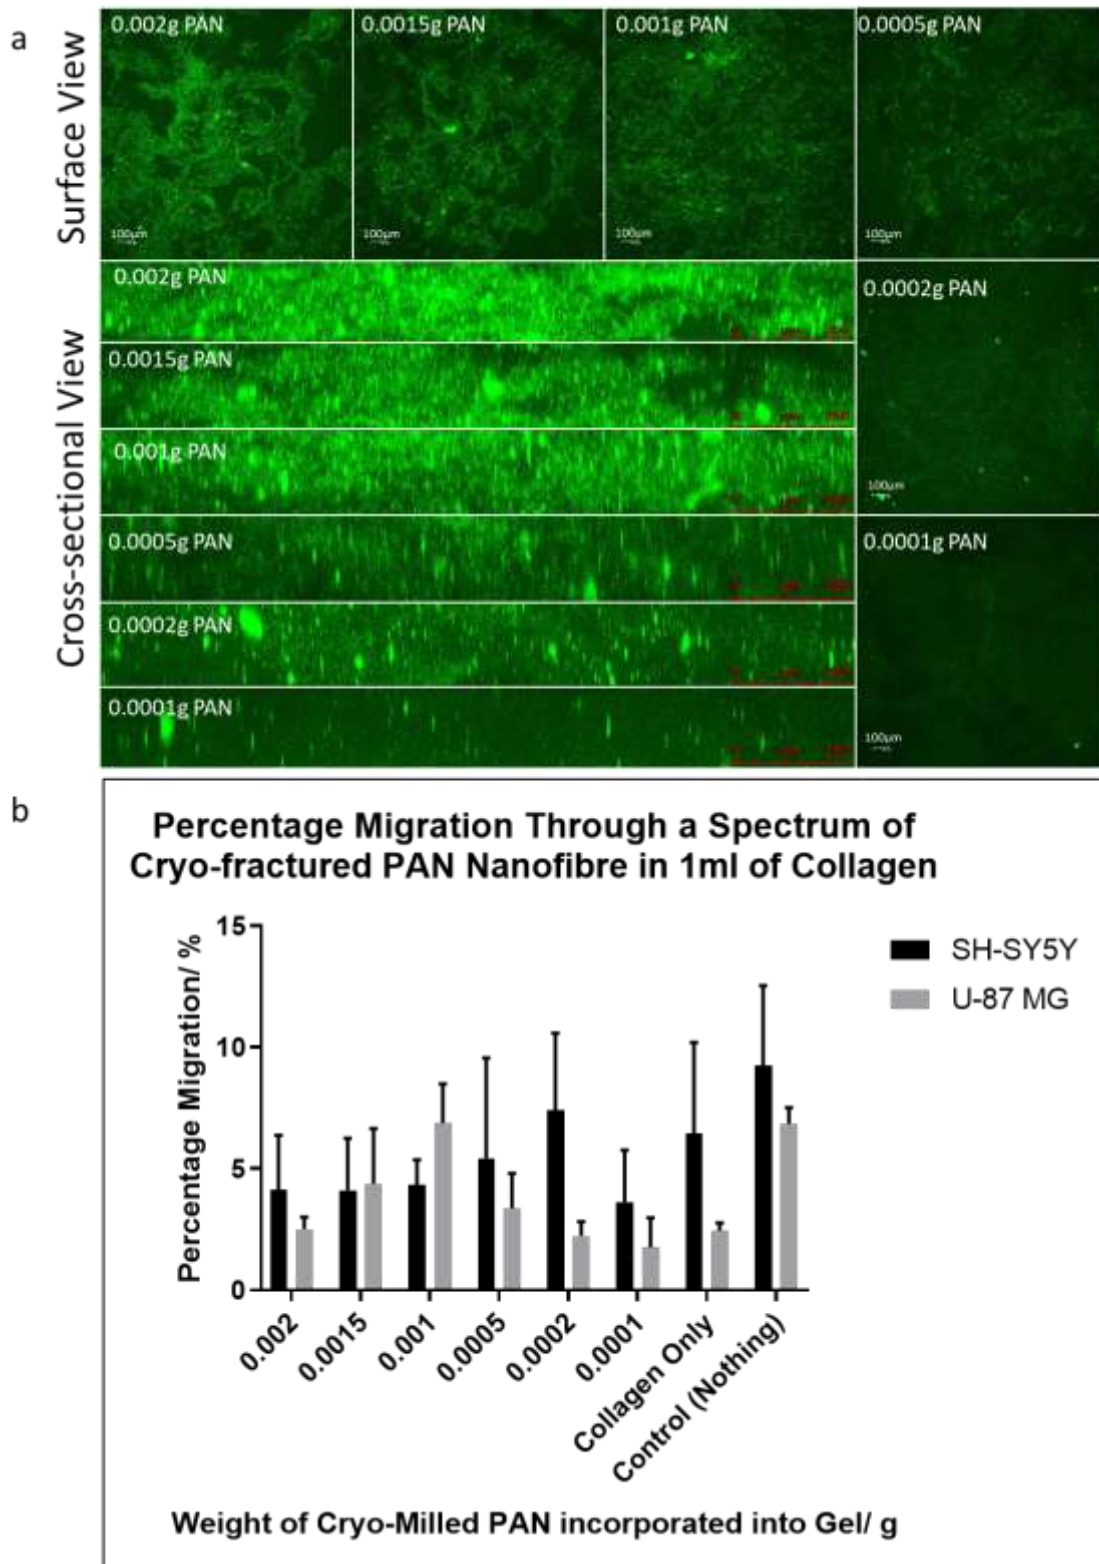 a
Surface View
0.002g PAN
0.0015g PAN
0.001g PAN
0.0005g PAN
100µm
100µm
100µm
100µm
Cross-sectional View
0.002g PAN
0.0015g PAN
0.001g PAN
0.0005g PAN
0.0002g PAN
0.0001g PAN
0.0002g PAN
100µm
0.0001g PAN
100µm
b
Percentage Migration Through a Spectrum of
Cryo-fractured PAN Nanofibre in 1ml of Collagen
Percentage Migration/ %
15
10
5
0
SH-SY5Y
U-87 MG
0.002
0.0015
0.001
0.0005
0.0002
0.0001
Collagen Only
Control (Nothing)
Weight of Cryo-Milled PAN incorporated into Gel/ g